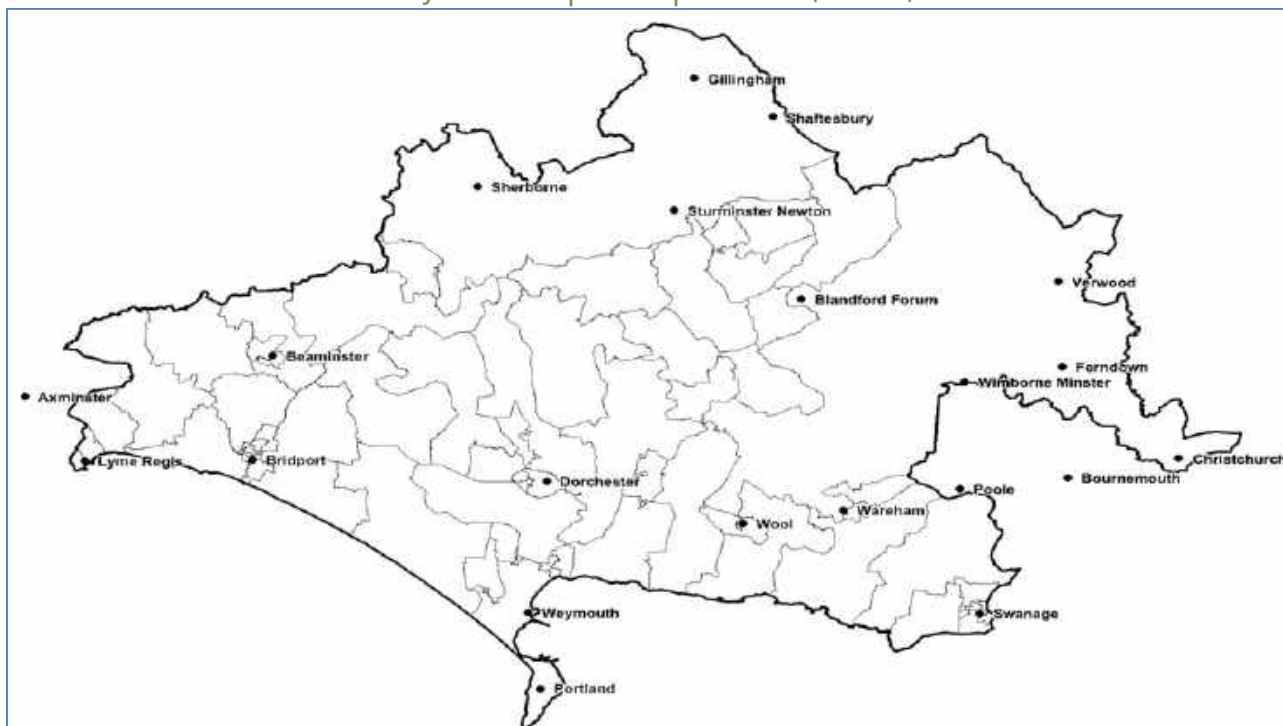 Gillingham
Shaftesbury
Sherborne
Sturminster Newton
Verwood
Blandford Forum
Beaminster
Ferndown
Wimborne Minster
Axminster
Lyme Regis
Bridport
Christchurch
Dorchester
Bournemouth
Poole
Wareham
Wool
Weymouth
Swanage
Portland